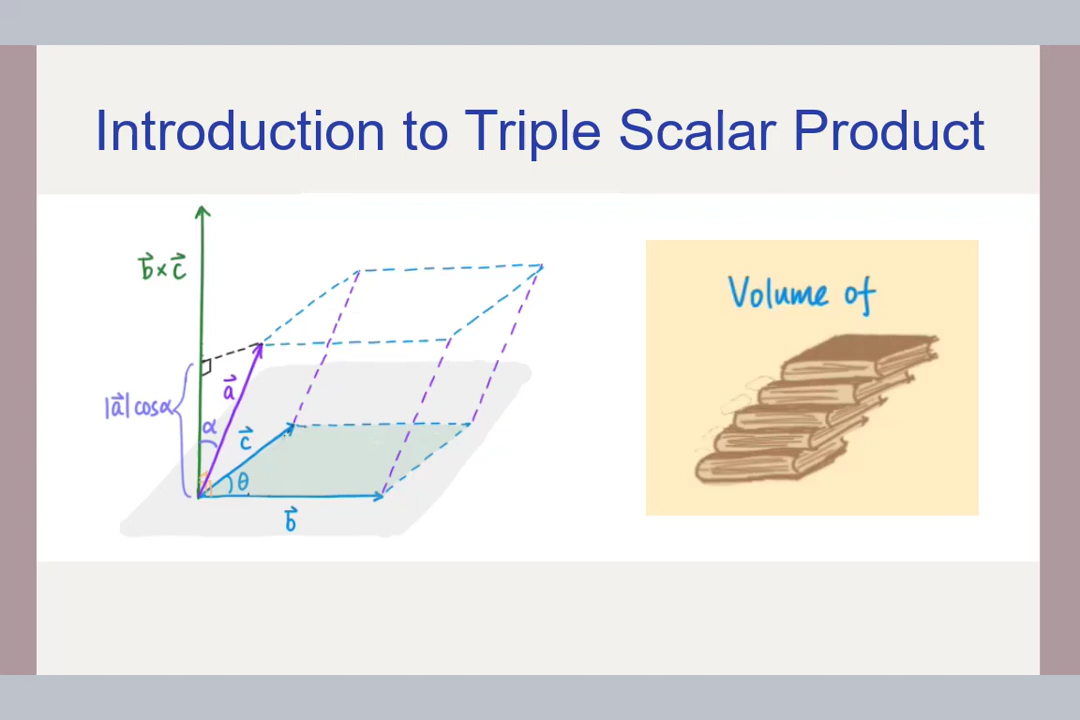 Introduction to Triple Scalar Product
b⃗×c⃗
|a⃗|cosα
a⃗
α
c⃗
θ
b⃗
Volume of